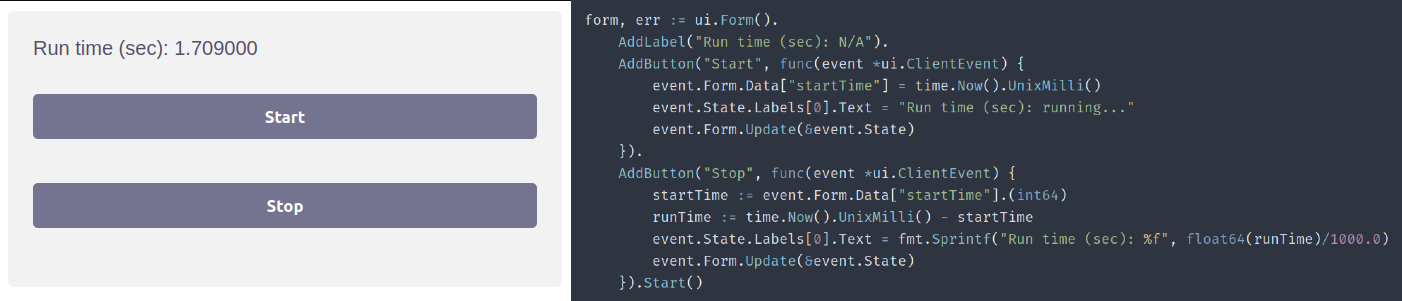 Run time (sec): 1.709000
Start
Stop
form, err := ui.Form().
    AddLabel("Run time (sec): N/A").
    AddButton("Start", func(event *ui.ClientEvent) {
        event.Form.Data["startTime"] = time.Now().UnixMilli()
        event.State.Labels[0].Text = "Run time (sec): running..."
        event.Form.Update(&event.State)
    }).
    AddButton("Stop", func(event *ui.ClientEvent) {
        startTime := event.Form.Data["startTime"].(int64)
        runTime := time.Now().UnixMilli() - startTime
        event.State.Labels[0].Text = fmt.Sprintf("Run time (sec): %f", float64(runTime)/1000.0)
        event.Form.Update(&event.State)
    }).Start()